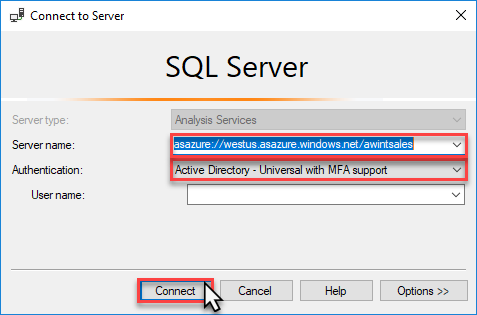 Connect to Server
SQL Server
Server type: Analysis Services
Server name: asazure://westus.asazure.windows.net/awintsales
Authentication: Active Directory - Universal with MFA support
User name:
Connect Cancel Help Options >>